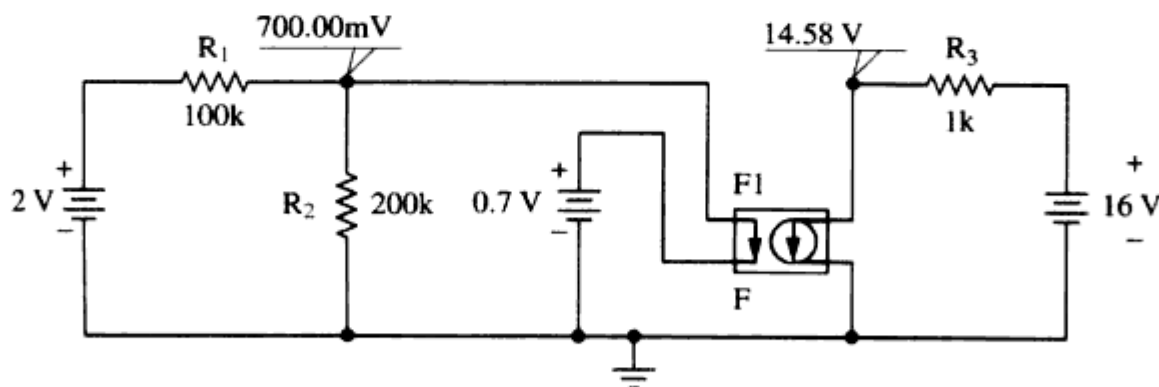 700.00mV
14.58 V
R₁
R₃
100k
1k
+
+
+
2 V
R₂
200k
0.7 V
F1
16 V
−
−
−
F